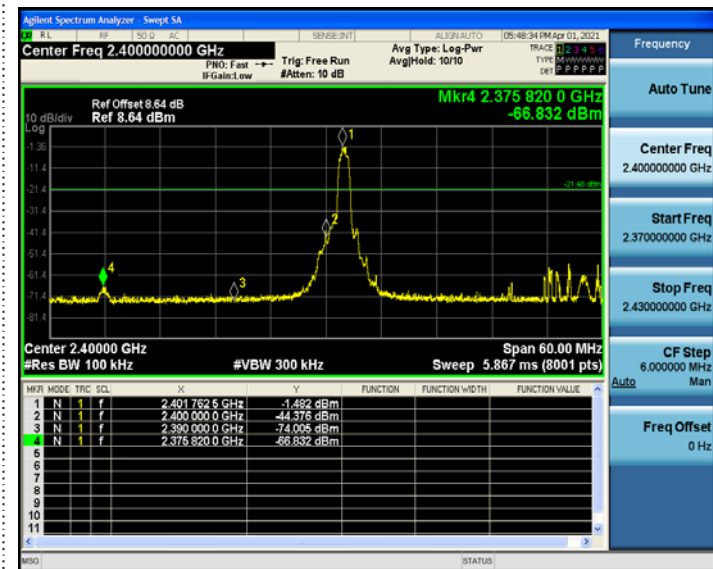 Agilent Spectrum Analyzer - Swept SA
RL RF 50 Ω AC SENSE:INT ALIGNAUTO 05:48:34 PM Apr 01, 2021
Center Freq 2.400000000 GHz
PNO: Fast
IFGain:Low
Trig: Free Run
#Atten: 10 dB
Avg Type: Log-Pwr
Avg|Hold: 10/10
TRACE 1 2 3 4 5 6
TYPE M WWWWW
DET P P P P P P
Mkr4 2.375 820 0 GHz
-66.832 dBm
Ref Offset 8.64 dB
10 dB/div Ref 8.64 dBm
Log
-1.36
-11.4
-21.4
-31.4
-41.4
-51.4
-61.4
-71.4
-81.4
1
-21.48 dBm
2
4
3
Center 2.40000 GHz Span 60.00 MHz
#Res BW 100 kHz #VBW 300 kHz Sweep 5.867 ms (8001 pts)
MKR MODE TRC SCL X Y FUNCTION FUNCTION WIDTH FUNCTION VALUE
1 N 1 f 2.401 762 5 GHz -1.482 dBm
2 N 1 f 2.400 000 0 GHz -44.376 dBm
3 N 1 f 2.390 000 0 GHz -74.005 dBm
4 N 1 f 2.375 820 0 GHz -66.832 dBm
5
6
7
8
9
10
11
MSG STATUS
Frequency
Auto Tune
Center Freq
2.400000000 GHz
Start Freq
2.370000000 GHz
Stop Freq
2.430000000 GHz
CF Step
6.000000 MHz
Auto Man
Freq Offset
0 Hz